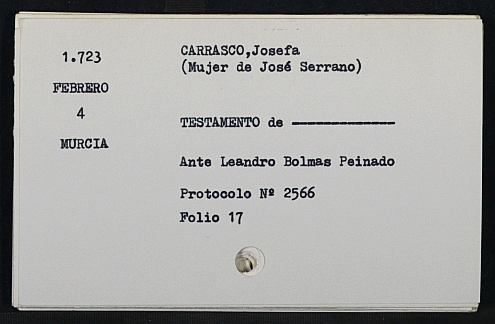 1.723
FEBRERO
4
MURCIA
CARRASCO,Josefa
(Mujer de José Serrano)
TESTAMENTO de -------------
Ante Leandro Bolmas Peinado
Protocolo Nº 2566
Folio 17